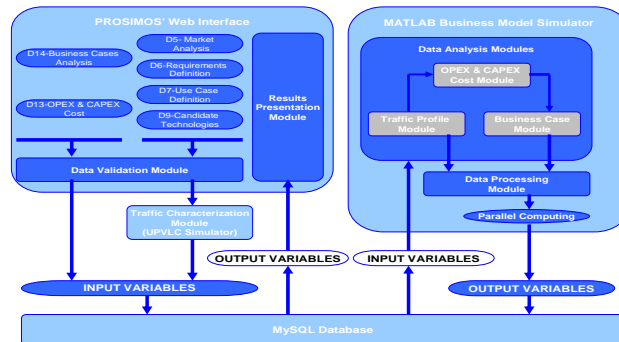 PROSIMOS' Web Interface
D14-Business Cases
Analysis
D13-OPEX & CAPEX
Cost
D5- Market
Analysis
D6-Requirements
Definition
D7-Use Case
Definition
D9-Candidate
Technologies
Results
Presentation
Module
Data Validation Module
Traffic Characterization
Module
(UPVLC Simulator)
INPUT VARIABLES
OUTPUT VARIABLES
MATLAB Business Model Simulator
Data Analysis Modules
OPEX & CAPEX
Cost Module
Traffic Profile
Module
Business Case
Module
Data Processing
Module
Parallel Computing
INPUT VARIABLES
OUTPUT VARIABLES
MySQL Database